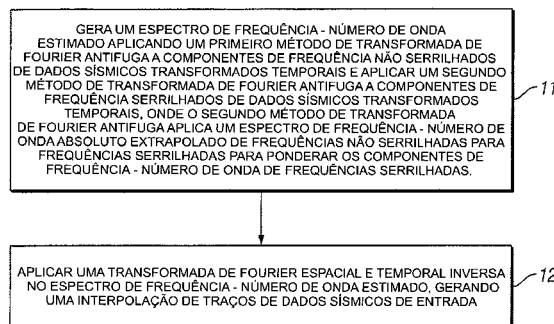 GERA UM ESPECTRO DE FREQUÊNCIA - NÚMERO DE ONDA
ESTIMADO APLICANDO UM PRIMEIRO MÉTODO DE TRANSFORMADA DE
FOURIER ANTIFUGA A COMPONENTES DE FREQUÊNCIA NÃO SERRILHADOS
DE DADOS SÍSMICOS TRANSFORMADOS TEMPORAIS E APLICAR UM SEGUNDO
MÉTODO DE TRANSFORMADA DE FOURIER ANTIFUGA A COMPONENTES DE
FREQUÊNCIA SERRILHADOS DE DADOS SÍSMICOS TRANSFORMADOS
TEMPORAIS, ONDE O SEGUNDO MÉTODO DE TRANSFORMADA
DE FOURIER ANTIFUGA APLICA UM ESPECTRO DE FREQUÊNCIA - NÚMERO DE
ONDA ABSOLUTO EXTRAPOLADO DE FREQUÊNCIAS NÃO SERRILHADAS PARA
FREQUÊNCIAS SERRILHADAS PARA PONDERAR OS COMPONENTES DE
FREQUÊNCIA - NÚMERO DE ONDA DE FREQUÊNCIAS SERRILHADAS.
11
APLICAR UMA TRANSFORMADA DE FOURIER ESPACIAL E TEMPORAL INVERSA
NO ESPECTRO DE FREQUÊNCIA - NÚMERO DE ONDA ESTIMADO, GERANDO
UMA INTERPOLAÇÃO DE TRAÇOS DE DADOS SÍSMICOS DE ENTRADA
12